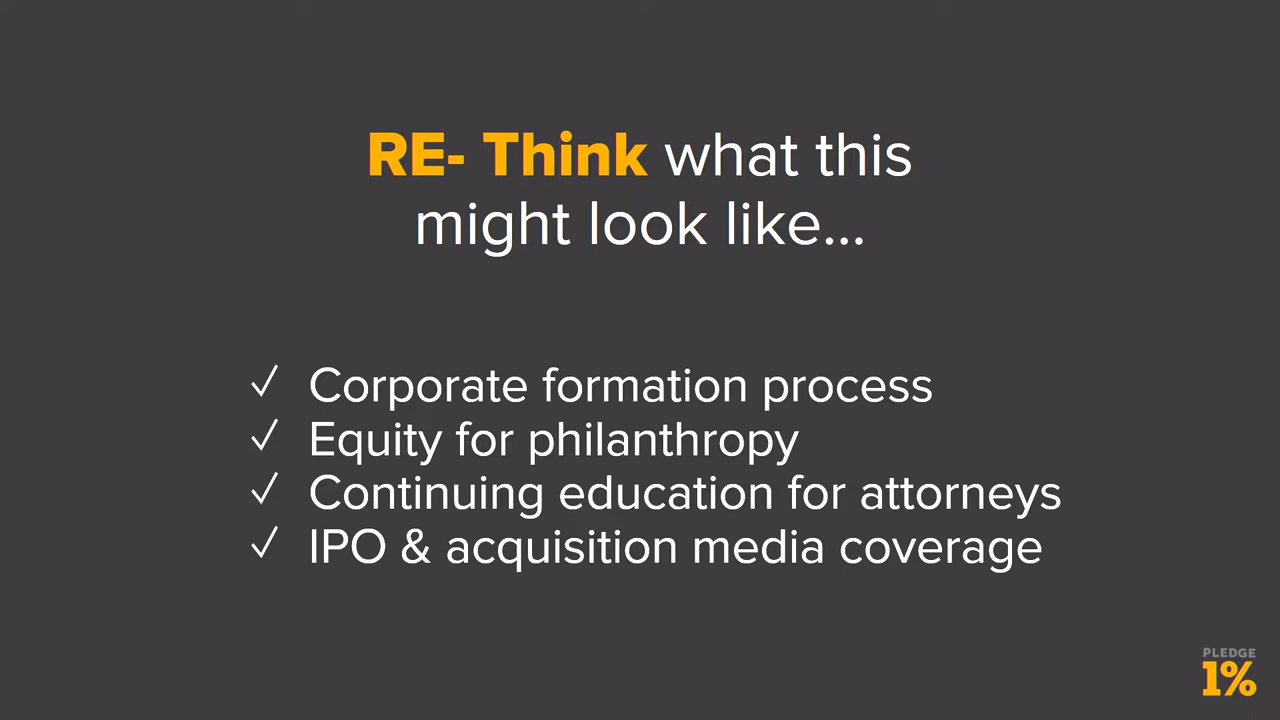 RE- Think what this
might look like...
✓ Corporate formation process
✓ Equity for philanthropy
✓ Continuing education for attorneys
✓ IPO & acquisition media coverage
PLEDGE
1%